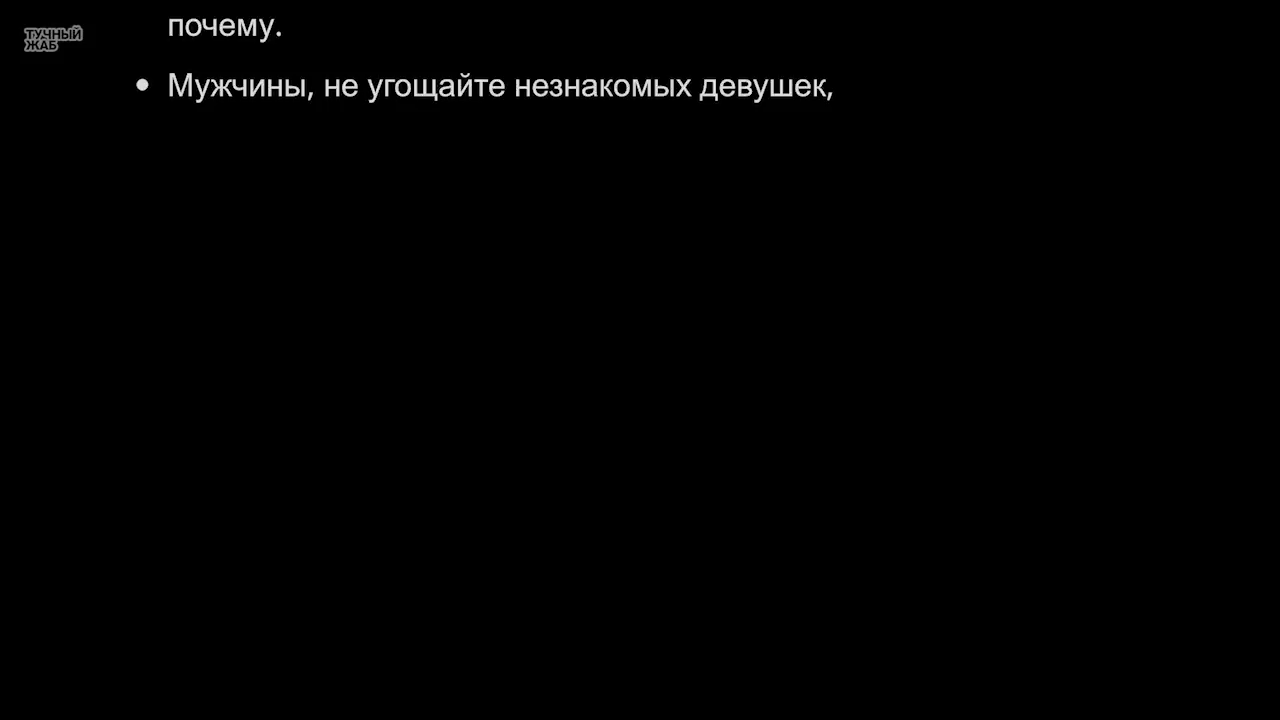 ТУЧНЫЙ
ЖАБ
почему.
• Мужчины, не угощайте незнакомых девушек,